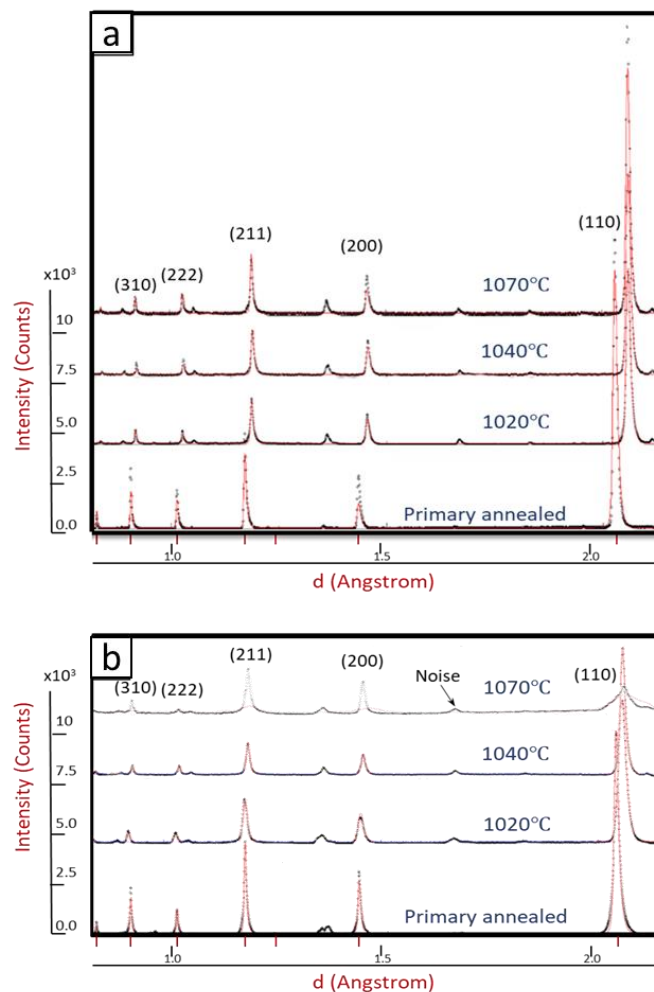 a
x10³
(310)
(222)
(211)
(200)
(110)
1070°C
10
1040°C
7.5
1020°C
5.0
2.5
Primary annealed
0.0
Intensity (Counts)
1.0
1.5
2.0
d (Angstrom)
b
x10³
(310)
(222)
(211)
(200)
Noise
(110)
1070°C
10
1040°C
7.5
1020°C
5.0
2.5
Primary annealed
0.0
Intensity (Counts)
1.0
1.5
2.0
d (Angstrom)